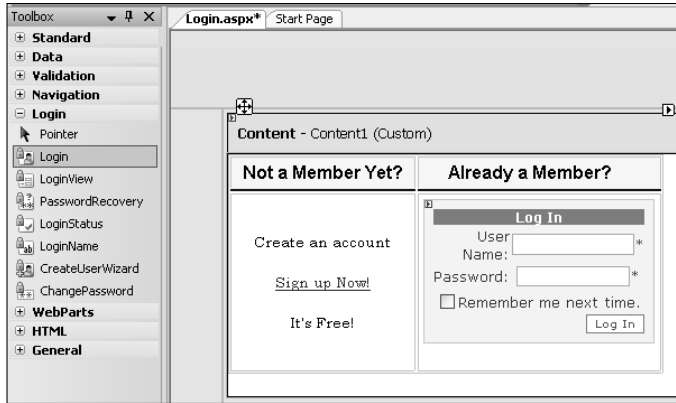 Toolbox
Standard
Data
Validation
Navigation
Login
Pointer
Login
LoginView
PasswordRecovery
LoginStatus
LoginName
CreateUserWizard
ChangePassword
WebParts
HTML
General
Login.aspx* Start Page
Content - Content1 (Custom)
Not a Member Yet?
Create an account
Sign up Now!
It's Free!
Already a Member?
Log In
User
Name: *
Password: *
Remember me next time.
Log In